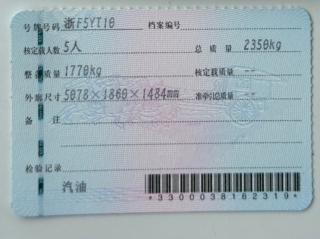 号牌号码 浙F5YT10 档案编号
核定载人数 5人 总质量 2350kg
整备质量 1770kg 核定载质量 --
外廓尺寸 5078×1860×1484mm 准牵引总质量 --
备注
检验记录
汽油
*3300038162319*